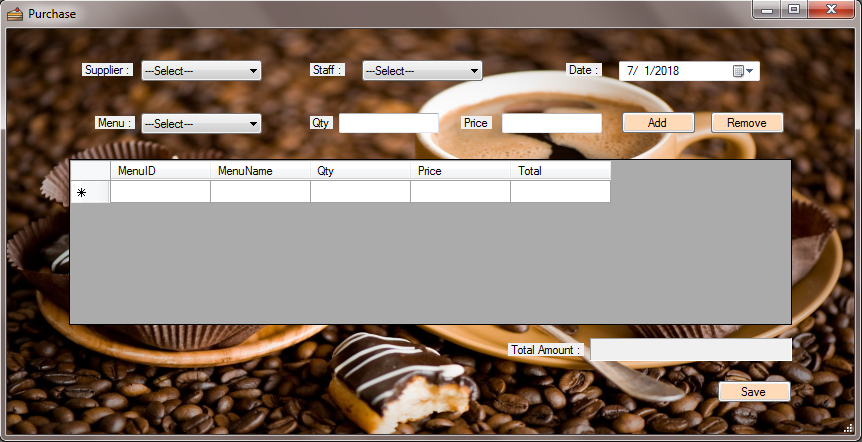 Purchase
Supplier : ---Select--- Staff : ---Select--- Date : 7/ 1/2018
Menu : ---Select--- Qty Price Add Remove
MenuID MenuName Qty Price Total
Total Amount :
Save